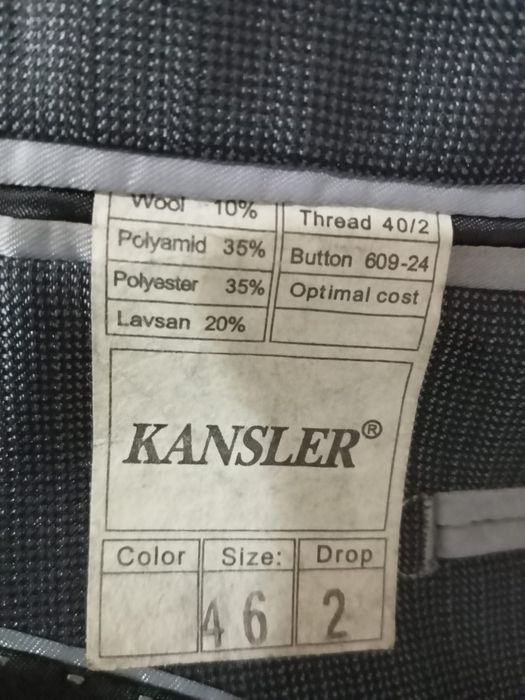 Wool 10%
Polyamid 35%
Polyester 35%
Lavsan 20%
Thread 40/2
Button 609-24
Optimal cost
KANSLER®
Color Size: Drop
46 2